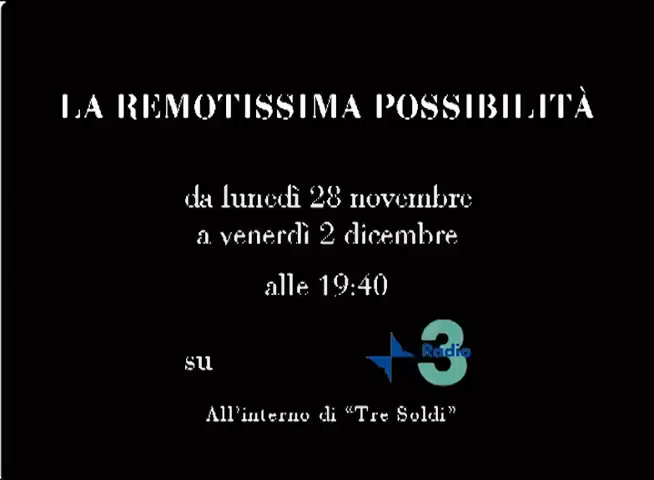 LA REMOTISSIMA POSSIBILITÀ
da lunedì 28 novembre
a venerdì 2 dicembre
alle 19:40
su Radio 3
All'interno di “Tre Soldi”